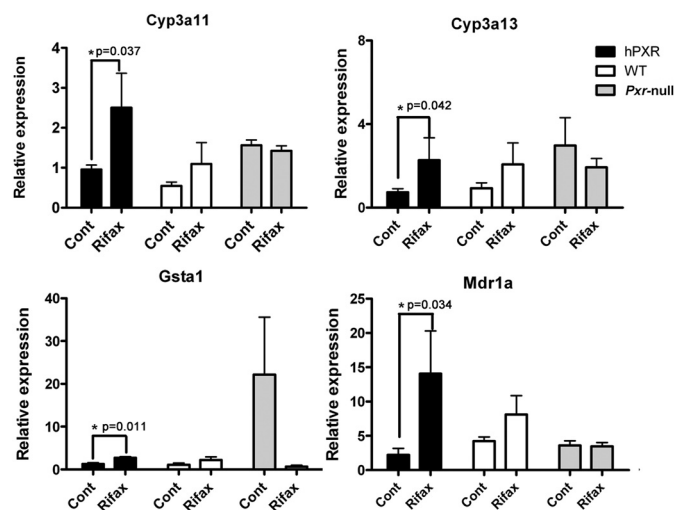 Cyp3a11
Relative expression
4
3
2
1
0
* p=0.037
Cont
Rifax
Cont
Rifax
Cont
Rifax
Cyp3a13
Relative expression
8
4
0
* p=0.042
Cont
Rifax
Cont
Rifax
Cont
Rifax
hPXR
WT
Pxr-null
Gsta1
Relative expression
40
30
20
10
0
* p=0.011
Cont
Rifax
Cont
Rifax
Cont
Rifax
Mdr1a
Relative expression
25
20
15
10
5
0
* p=0.034
Cont
Rifax
Cont
Rifax
Cont
Rifax